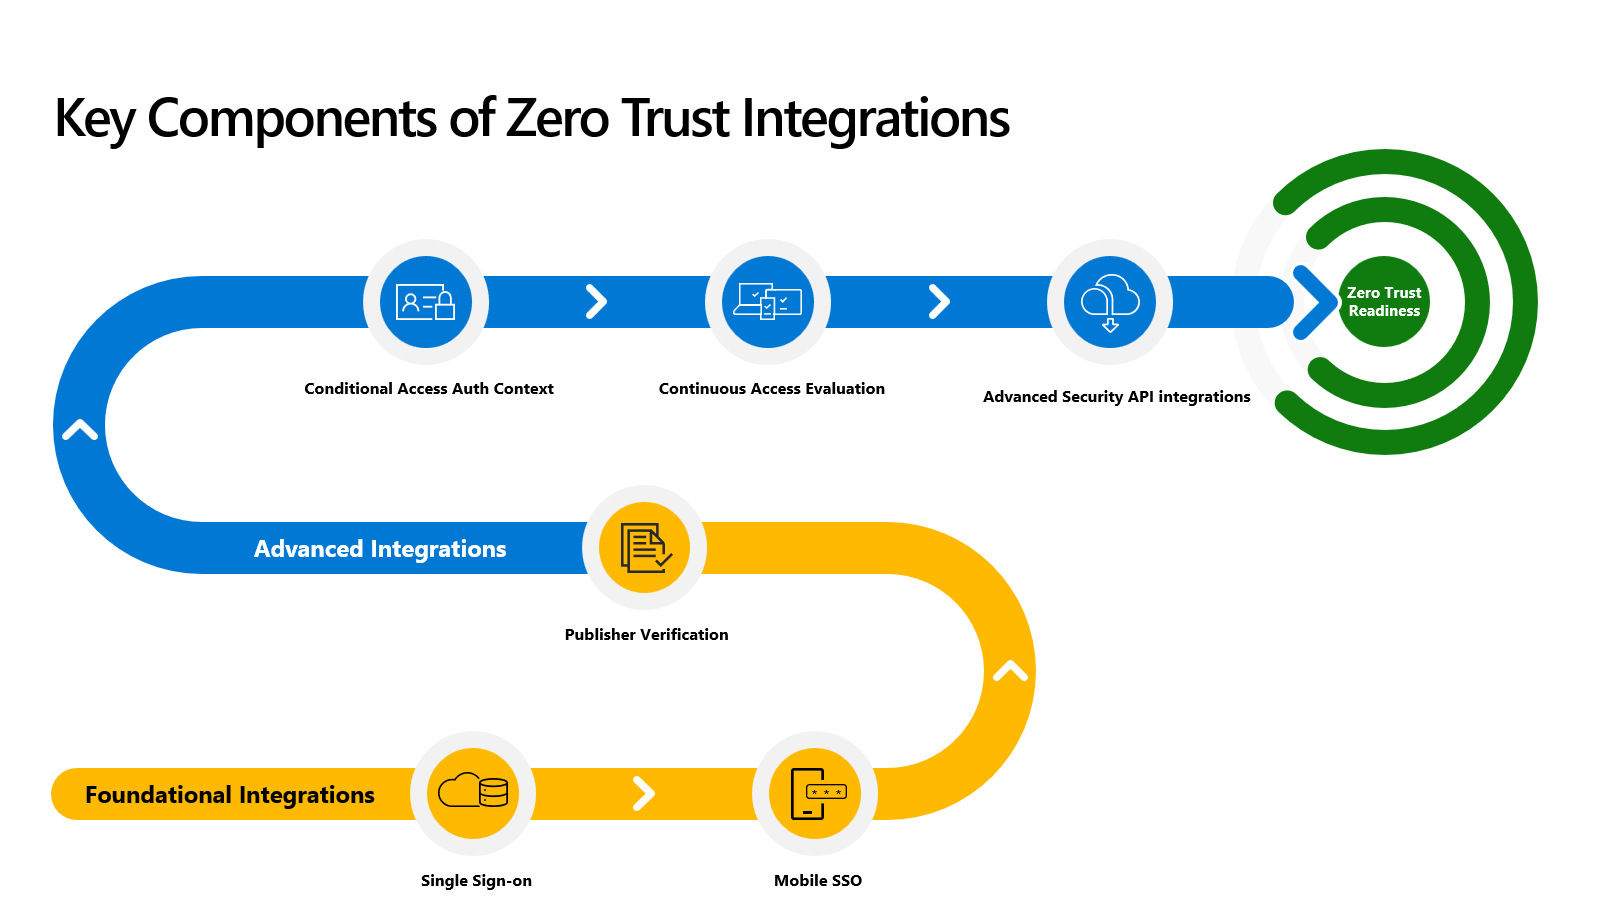 Key Components of Zero Trust Integrations
Zero Trust
Readiness
Conditional Access Auth Context
Continuous Access Evaluation
Advanced Security API integrations
Advanced Integrations
Publisher Verification
Foundational Integrations
Single Sign-on
Mobile SSO